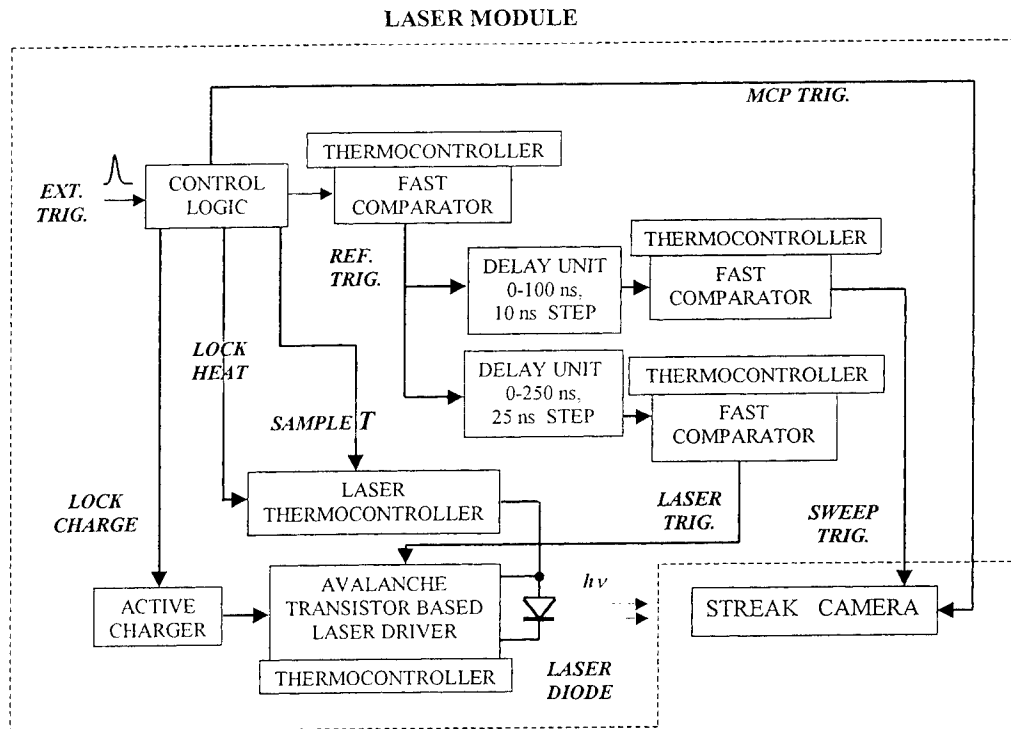 LASER MODULE
MCP TRIG.
THERMOCONTROLLER
EXT.
TRIG.
CONTROL
LOGIC
FAST
COMPARATOR
REF.
TRIG.
DELAY UNIT
0-100 ns,
10 ns STEP
THERMOCONTROLLER
FAST
COMPARATOR
LOCK
HEAT
DELAY UNIT
0-250 ns,
25 ns STEP
THERMOCONTROLLER
FAST
COMPARATOR
SAMPLE T
LASER
THERMOCONTROLLER
LOCK
CHARGE
LASER
TRIG.
SWEEP
TRIG.
ACTIVE
CHARGER
AVALANCHE
TRANSISTOR BASED
LASER DRIVER
THERMOCONTROLLER
hν
LASER
DIODE
STREAK CAMERA